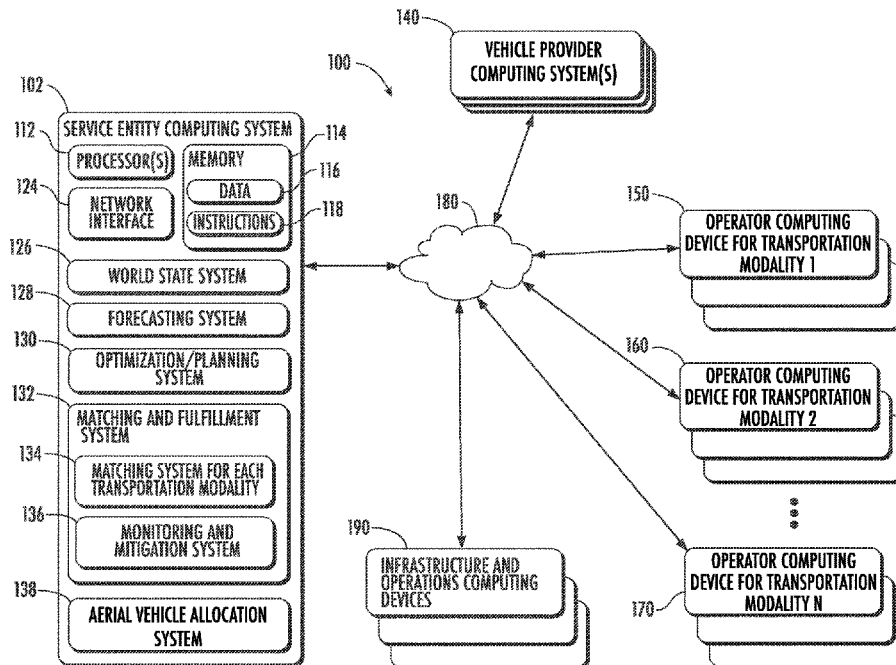 140
VEHICLE PROVIDER
COMPUTING SYSTEM(S)
100
102
SERVICE ENTITY COMPUTING SYSTEM
112
PROCESSOR(S)
114
MEMORY
116
DATA
118
INSTRUCTIONS
124
NETWORK
INTERFACE
126
WORLD STATE SYSTEM
128
FORECASTING SYSTEM
130
OPTIMIZATION/PLANNING
SYSTEM
132
MATCHING AND FULFILLMENT
SYSTEM
134
MATCHING SYSTEM FOR EACH
TRANSPORTATION MODALITY
136
MONITORING AND
MITIGATION SYSTEM
138
AERIAL VEHICLE ALLOCATION
SYSTEM
180
150
OPERATOR COMPUTING
DEVICE FOR TRANSPORTATION
MODALITY 1
160
OPERATOR COMPUTING
DEVICE FOR TRANSPORTATION
MODALITY 2
190
INFRASTRUCTURE AND
OPERATIONS COMPUTING
DEVICES
170
OPERATOR COMPUTING
DEVICE FOR TRANSPORTATION
MODALITY N